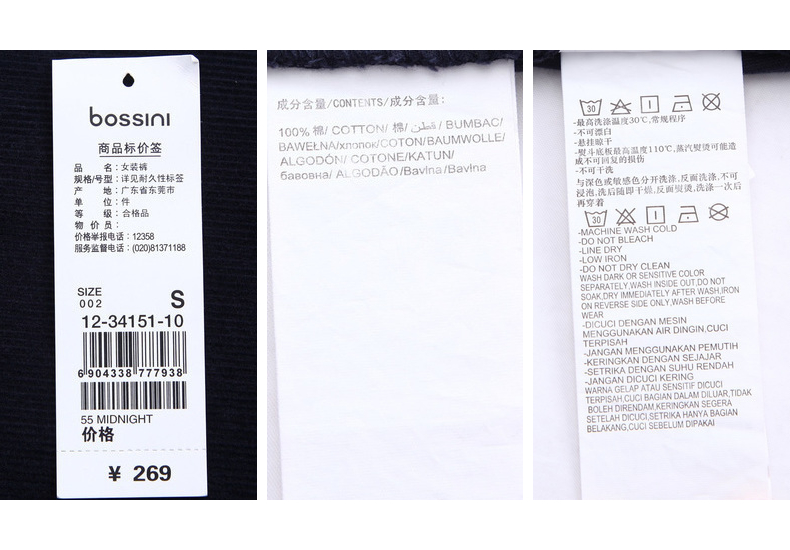 bossini
商品标价签
品 名：女装裤
规格/号型：详见耐久性标签
产 地：广东省东莞市
单 位：件
等 级：合格品
物 价 员：
价格举报电话：12358
服务监督电话：(020)81371188
SIZE
002 S
12-34151-10
6 904338 777938
55 MIDNIGHT
价格
¥ 269
成分含量/CONTENTS/成分含量:
100% 棉/ COTTON/ 棉/ قطن / BUMBAC/
BAWEŁNA/хлопок/COTON/BAUMWOLLE/
ALGODÓN/ COTONE/KATUN/
бавовна/ ALGODÃO/Bavlna/Bavlna
30
-最高洗涤温度30℃,常规程序
-不可漂白
-悬挂晾干
-熨斗底板最高温度110℃,蒸汽熨烫可能造
成不可回复的损伤
-不可干洗
与深色或敏感色分开洗涤,反面洗涤,不可
浸泡,洗后随即干燥,反面熨烫,洗涤一次后
再穿着
30
-MACHINE WASH COLD
-DO NOT BLEACH
-LINE DRY
-LOW IRON
-DO NOT DRY CLEAN
WASH DARK OR SENSITIVE COLOR
SEPARATELY,WASH INSIDE OUT,DO NOT
SOAK,DRY IMMEDIATELY AFTER WASH,IRON
ON REVERSE SIDE ONLY,WASH BEFORE
WEAR
-DICUCI DENGAN MESIN
MENGGUNAKAN AIR DINGIN,CUCI
TERPISAH
-JANGAN MENGGUNAKAN PEMUTIH
-KERINGKAN DENGAN SEJAJAR
-SETRIKA DENGAN SUHU RENDAH
-JANGAN DICUCI KERING
WARNA GELAP ATAU SENSITIF DICUCI
TERPISAH,CUCI BAGIAN DALAM DILUAR,TIDAK
BOLEH DIRENDAM,KERINGKAN SEGERA
SETELAH DICUCI,SETRIKA HANYA BAGIAN
BELAKANG,CUCI SEBELUM DIPAKAI